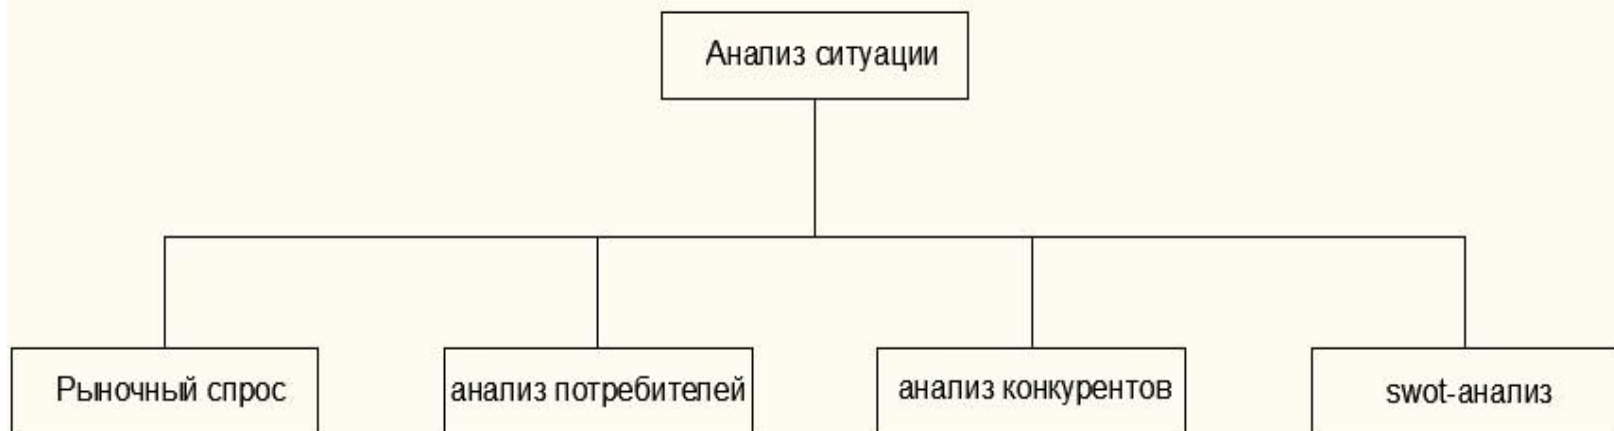 Анализ ситуации
Рыночный спрос
анализ потребителей
анализ конкурентов
swot-анализ